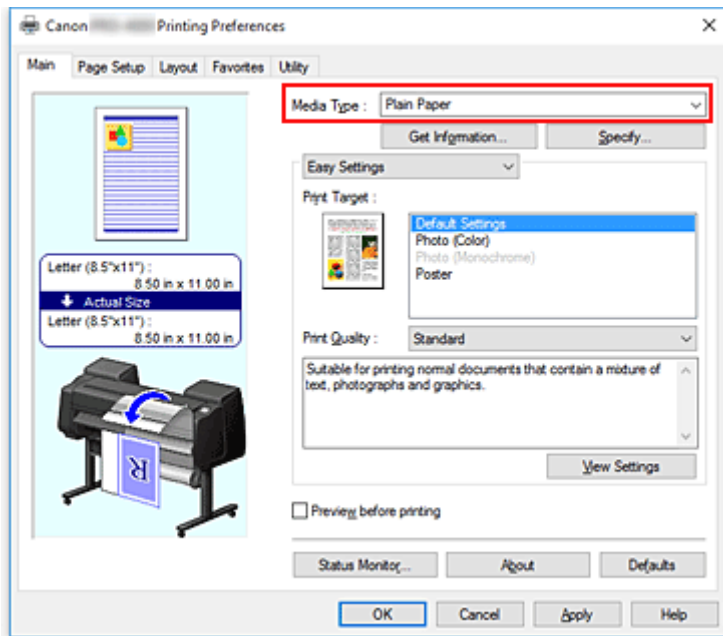 Canon Printing Preferences
Main Page Setup Layout Favorites Utility
Media Type : Plain Paper
Get Information... Specify...
Easy Settings
Print Target :
Default Settings
Photo (Color)
Photo (Monochrome)
Poster
Letter (8.5"x11") :
8.50 in x 11.00 in
Actual Size
Letter (8.5"x11") :
8.50 in x 11.00 in
Print Quality : Standard
Suitable for printing normal documents that contain a mixture of
text, photographs and graphics.
R
View Settings
Preview before printing
Status Monitor... About Defaults
OK Cancel Apply Help